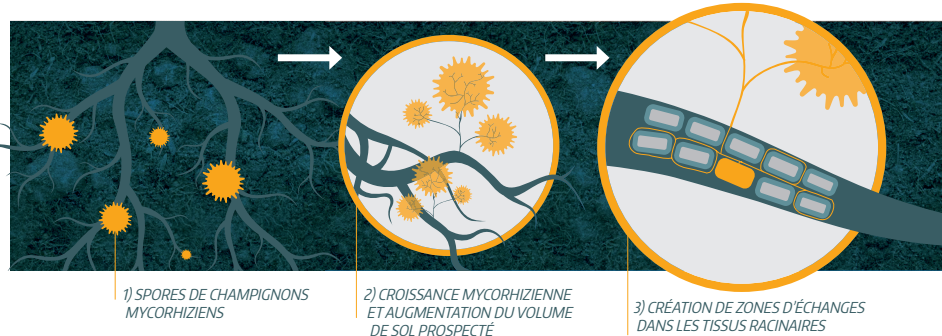 1) SPORES DE CHAMPIGNONS
MYCORHIZIENS
2) CROISSANCE MYCORHIZIENNE
ET AUGMENTATION DU VOLUME
DE SOL PROSPECTÉ
3) CRÉATION DE ZONES D'ÉCHANGES
DANS LES TISSUS RACINAIRES